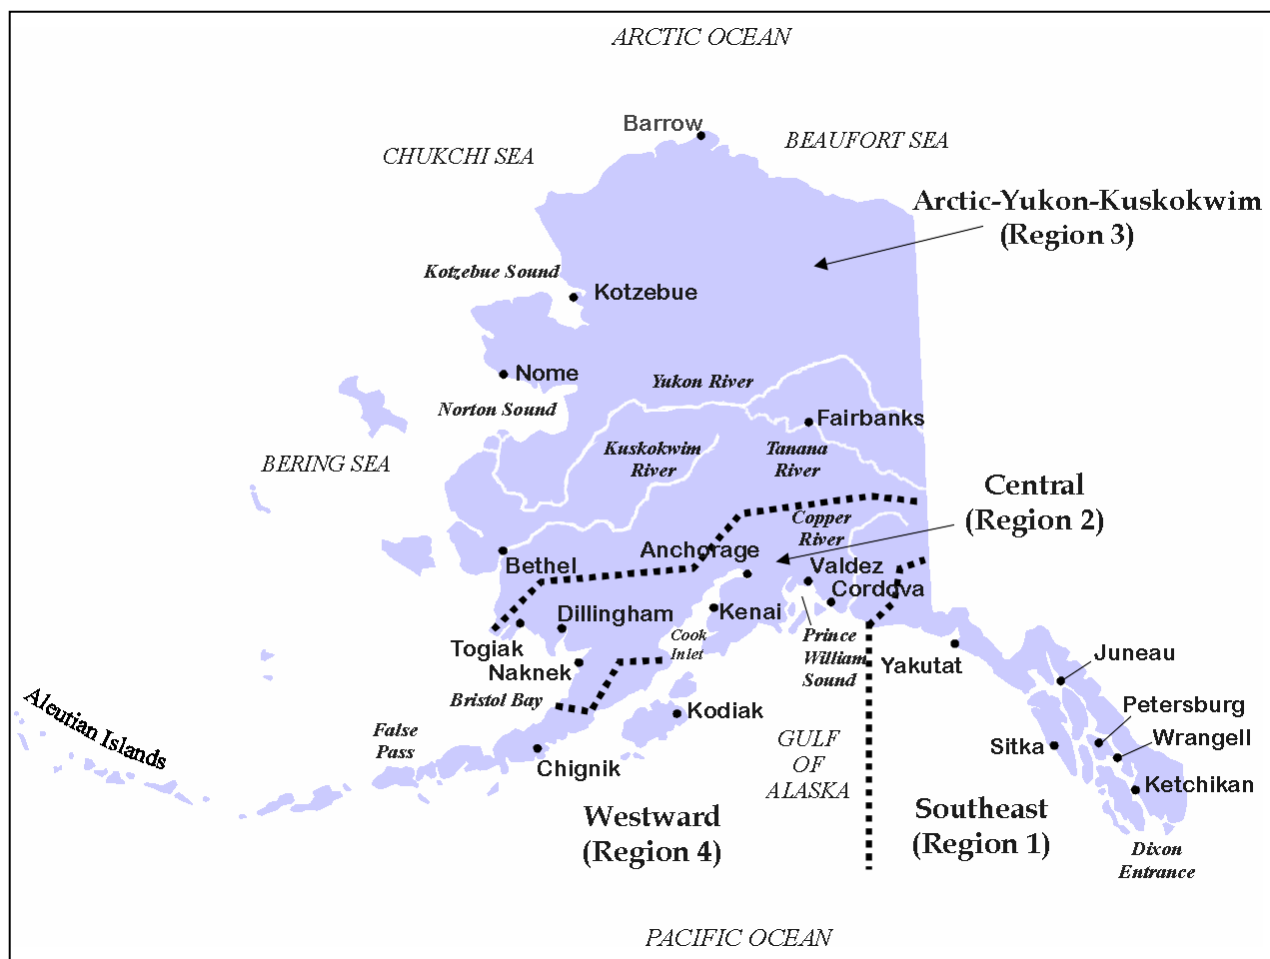 ARCTIC OCEAN
Barrow
BEAUFORT SEA
CHUKCHI SEA
Arctic-Yukon-Kuskokwim
(Region 3)
Kotzebue Sound
Kotzebue
Nome
Yukon River
Norton Sound
Fairbanks
Kuskokwim
River
Tanana
River
BERING SEA
Central
(Region 2)
Copper
River
Anchorage
Bethel
Valdez
Cordova
Dillingham
Kenai
Togiak
Cook
Inlet
Prince
William
Sound
Naknek
Yakutat
Juneau
Bristol Bay
Aleutian Islands
False
Pass
Kodiak
Petersburg
Sitka
Wrangell
Chignik
GULF
OF
ALASKA
Ketchikan
Westward
(Region 4)
Southeast
(Region 1)
Dixon
Entrance
PACIFIC OCEAN